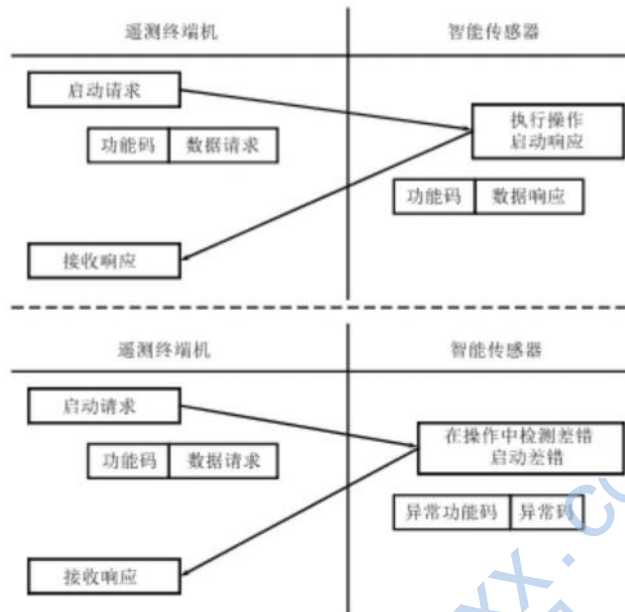 遥测终端机
智能传感器
启动请求
执行操作
启动响应
功能码 数据请求
功能码 数据响应
接收响应
遥测终端机
智能传感器
启动请求
在操作中检测差错
启动差错
功能码 数据请求
异常功能码 异常码
接收响应